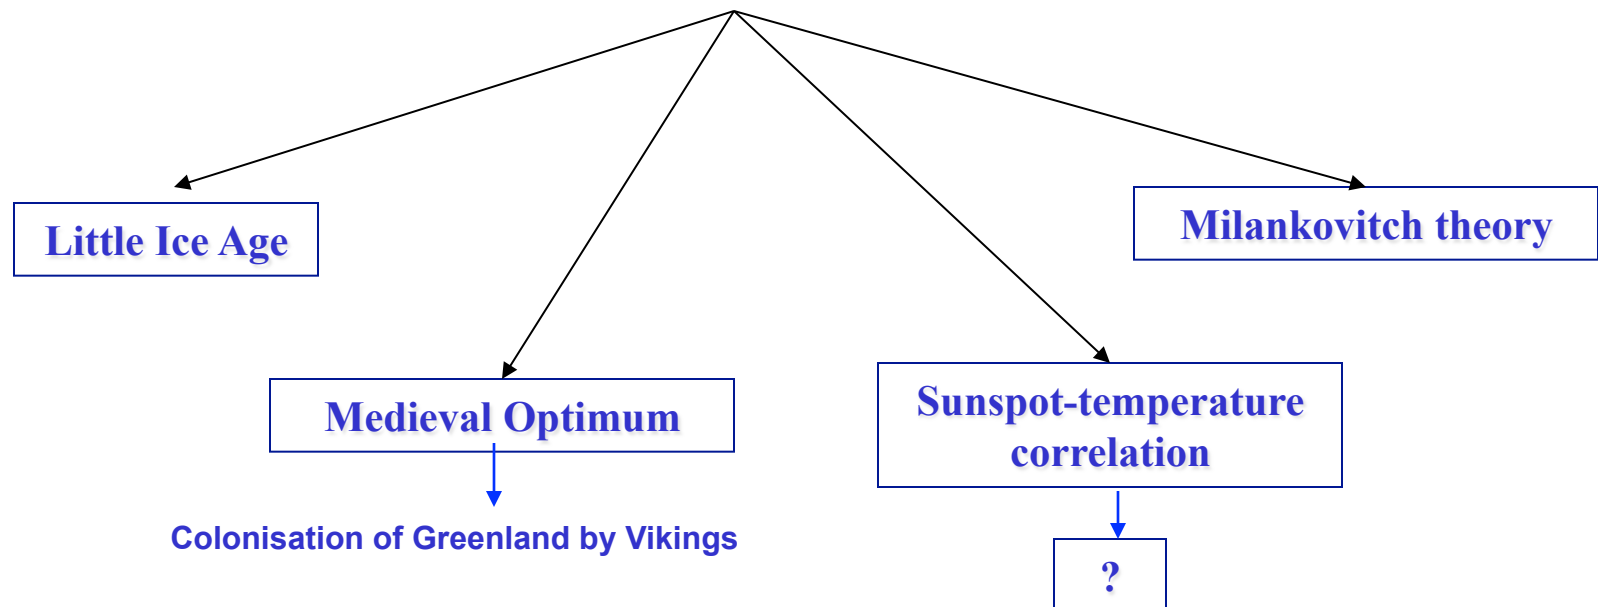 Little Ice Age
Milankovitch theory
Medieval Optimum
Sunspot-temperature
correlation
Colonisation of Greenland by Vikings
?